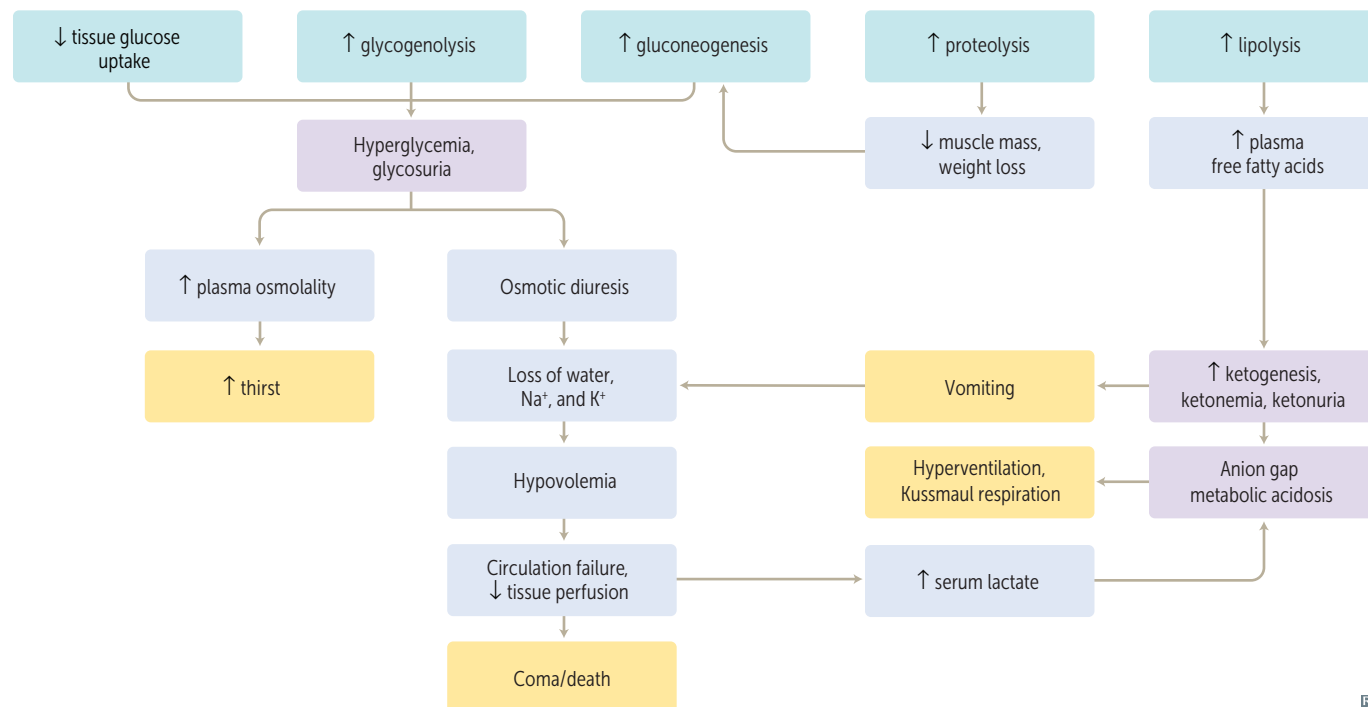 ↓ tissue glucose
uptake
↑ glycogenolysis
↑ gluconeogenesis
↑ proteolysis
↑ lipolysis
Hyperglycemia,
glycosuria
↓ muscle mass,
weight loss
↑ plasma
free fatty acids
↑ plasma osmolality
Osmotic diuresis
↑ thirst
Loss of water,
Na⁺, and K⁺
Vomiting
↑ ketogenesis,
ketonemia, ketonuria
Hypovolemia
Hyperventilation,
Kussmaul respiration
Anion gap
metabolic acidosis
Circulation failure,
↓ tissue perfusion
↑ serum lactate
Coma/death